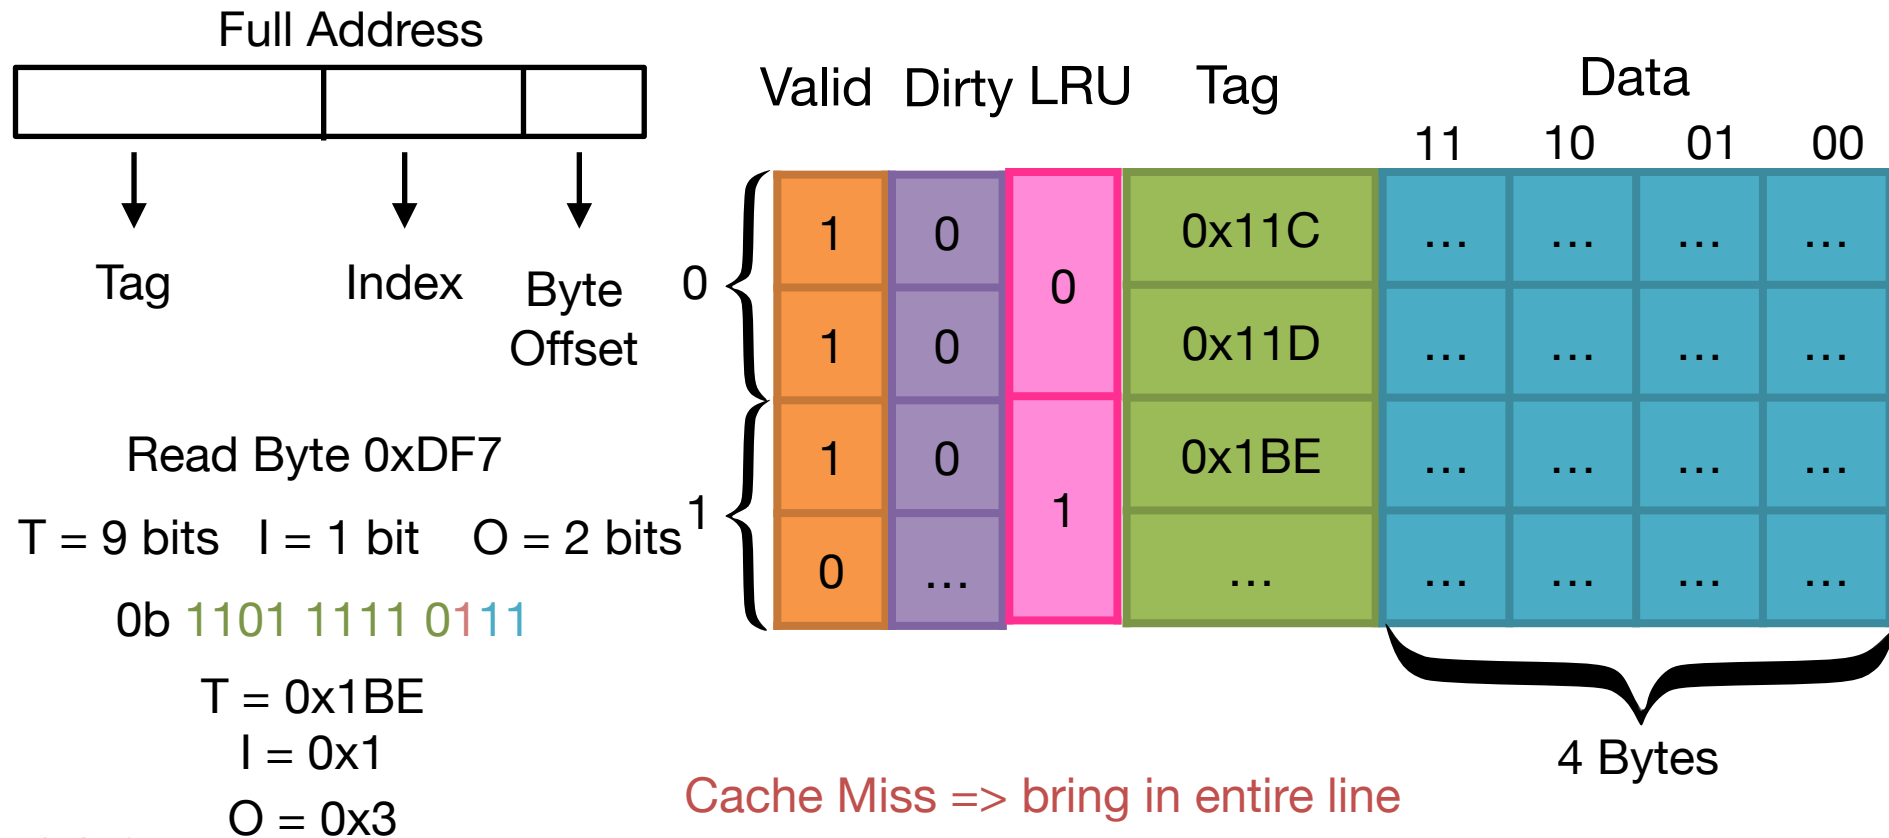 Full Address
Tag Index Byte Offset
Read Byte 0xDF7
T = 9 bits I = 1 bit O = 2 bits
0b 1101 1111 0111
T = 0x1BE
I = 0x1
O = 0x3
Valid Dirty LRU Tag Data
11 10 01 00
0
1 0 0 0x11C ... ... ... ...
1 0 0x11D ... ... ... ...
1
1 0 1 0x1BE ... ... ... ...
0 ... ... ... ... ... ...
4 Bytes
Cache Miss => bring in entire line